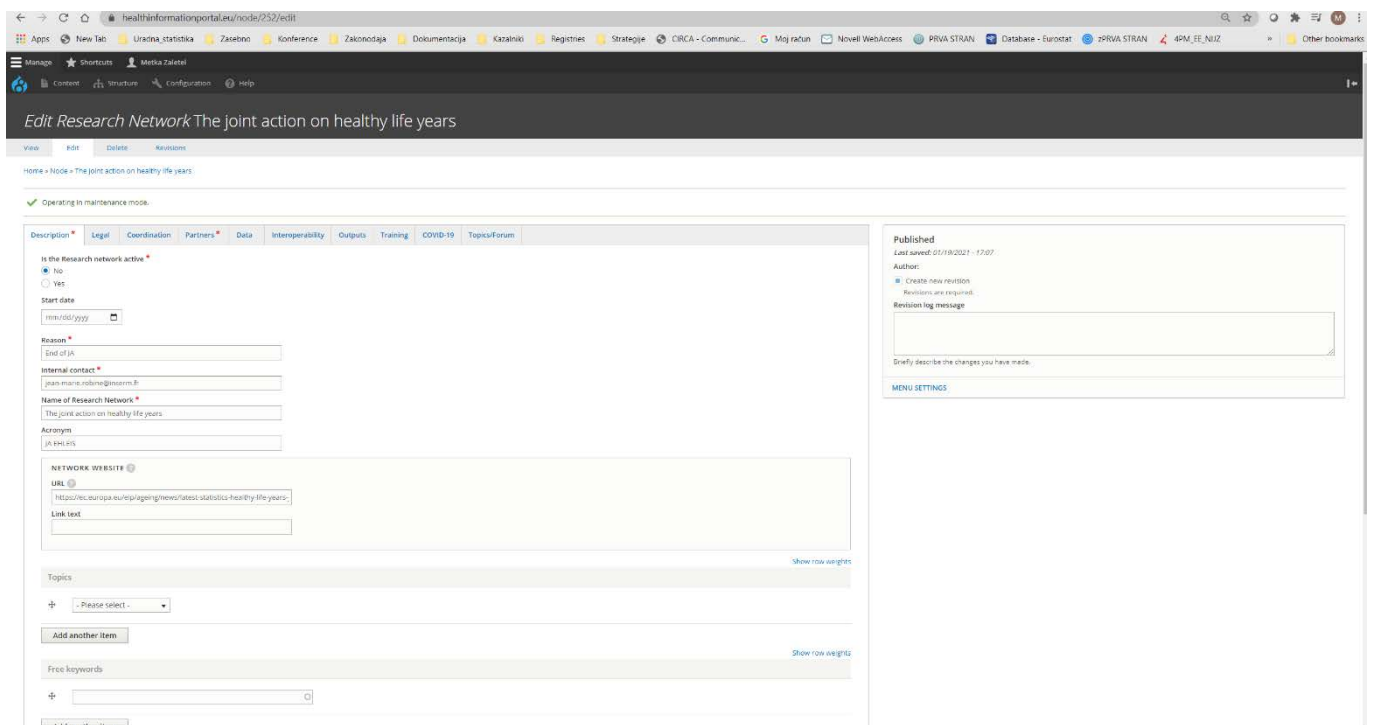 healthinformationportal.eu/node/252/edit
M
Apps New Tab Uradna_statistika Zasebno Konference Zakonodaja Dokumentacija Kazalniki Registries Strategije CIRCA - Communic... G Moj račun Novell WebAccess PRVA STRAN Database - Eurostat zPRVA STRAN 4PM_EE_NIJZ » Other bookmarks
Manage Shortcuts Metka Zaletel
Content Structure Configuration Help
Edit Research Network The joint action on healthy life years
View Edit Delete Revisions
Home » Node » The joint action on healthy life years
Operating in maintenance mode.
Description * Legal Coordination Partners * Data Interoperability Outputs Training COVID-19 Topics/Forum
Is the Research network active *
No
Yes
Start date
mm/dd/yyyy
Reason *
End of JA
Internal contact *
jean-marie.robine@inserm.fr
Name of Research Network *
The joint action on healthy life years
Acronym
JA EHLEIS
NETWORK WEBSITE
URL
https://ec.europa.eu/eip/ageing/news/latest-statistics-healthy-life-years-
Link text
Show row weights
Topics
- Please select -
Add another item
Show row weights
Free keywords
Published
Last saved: 01/19/2021 - 17:07
Author:
Create new revision
Revisions are required.
Revision log message
Briefly describe the changes you have made.
MENU SETTINGS